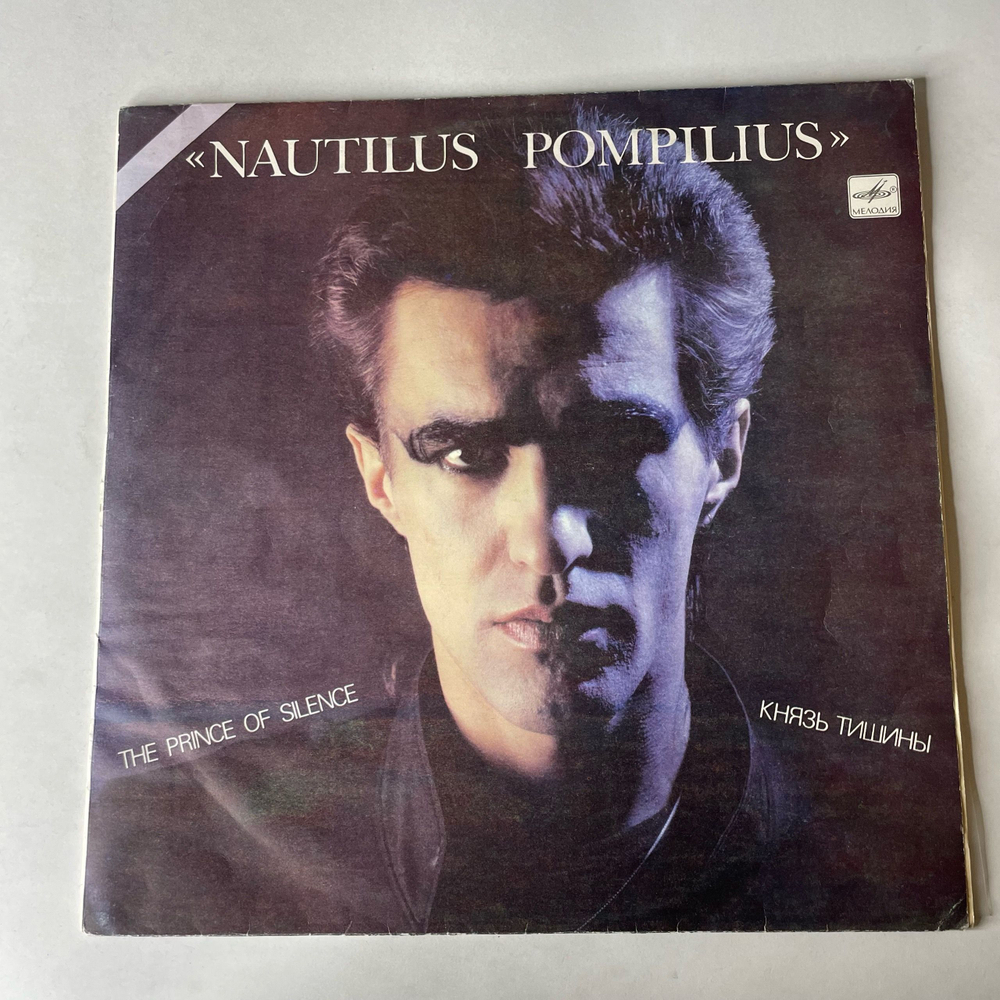 «NAUTILUS POMPILIUS»
МЕЛОДИЯ
THE PRINCE OF SILENCE
КНЯЗЬ ТИШИНЫ